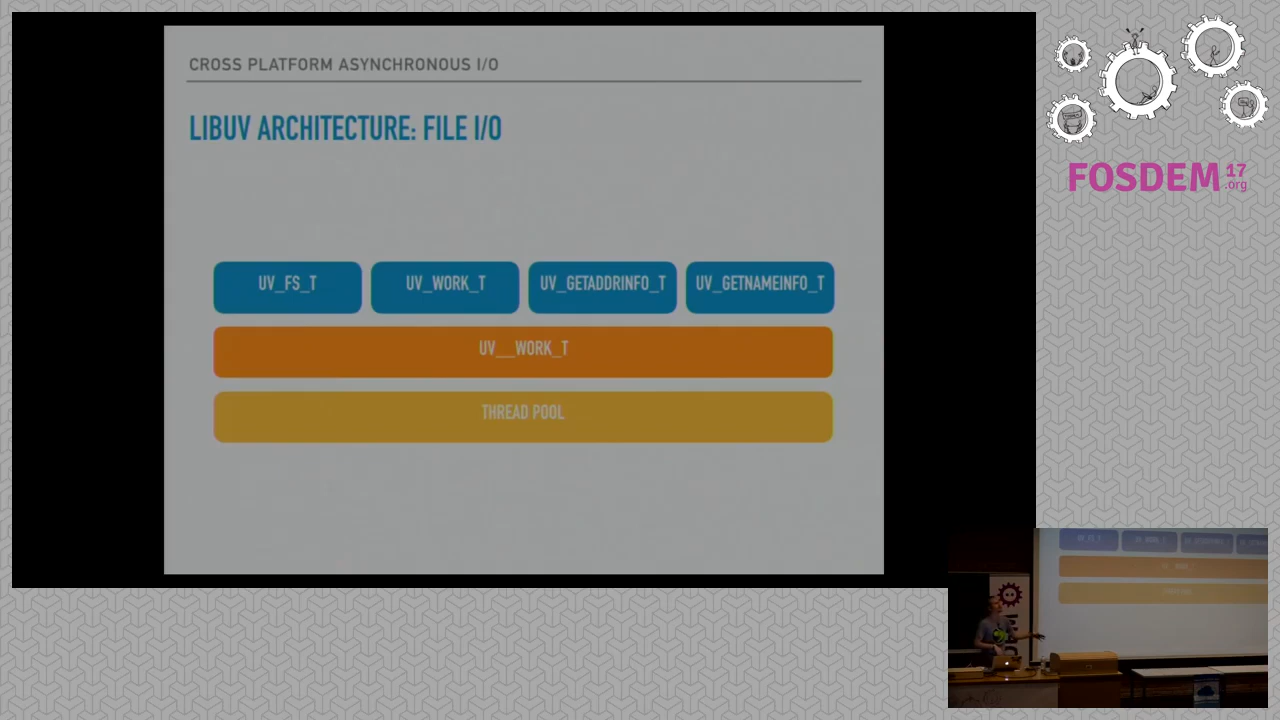 CROSS PLATFORM ASYNCHRONOUS I/O
LIBUV ARCHITECTURE: FILE I/O
UV_FS_T
UV_WORK_T
UV_GETADDRINFO_T
UV_GETNAMEINFO_T
UV__WORK_T
THREAD POOL
FOSDEM 17
.org